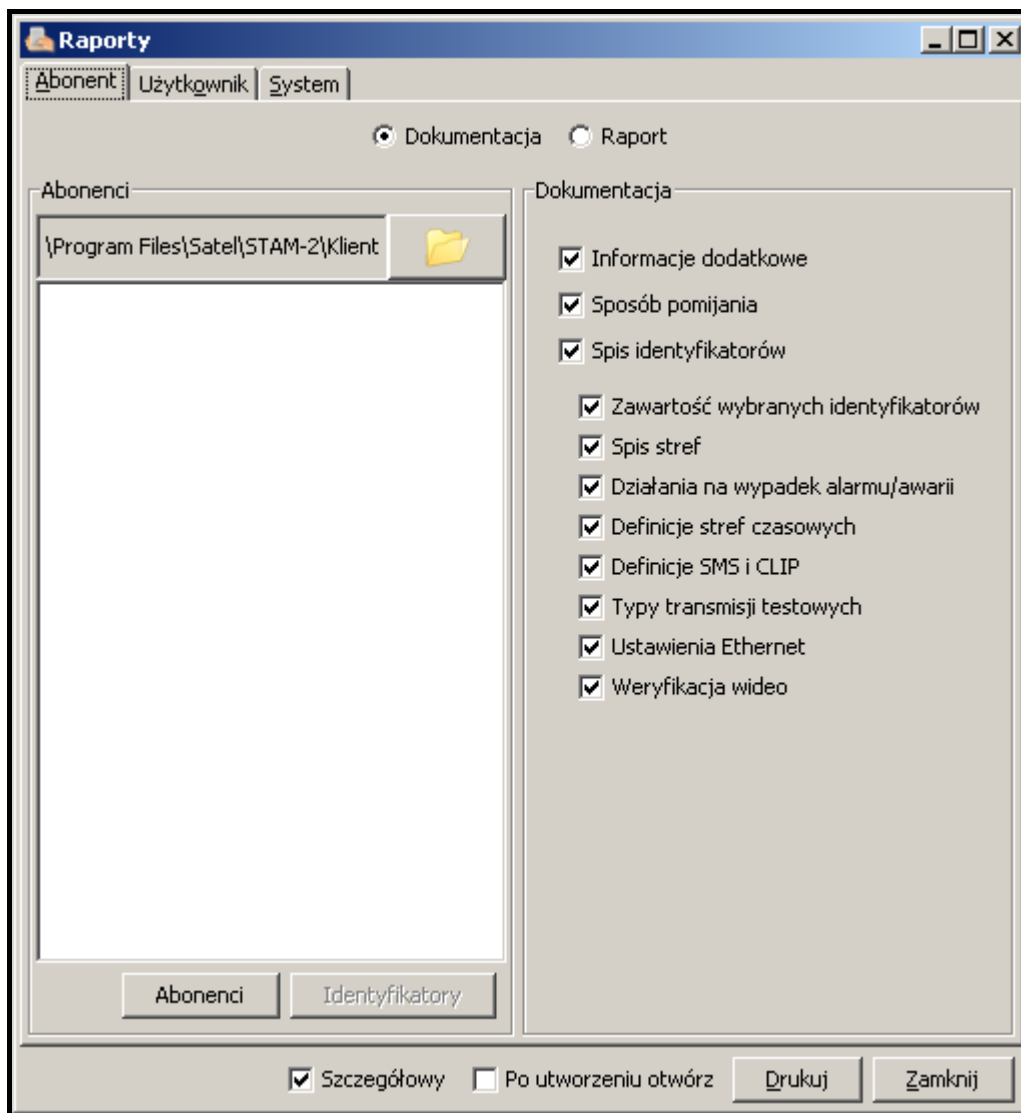 Raporty
Abonent Użytkownik System
Dokumentacja Raport
Abonenci
\Program Files\Satel\STAM-2\Klient
Abonenci Identyfikatory
Dokumentacja
Informacje dodatkowe
Sposób pomijania
Spis identyfikatorów
Zawartość wybranych identyfikatorów
Spis stref
Działania na wypadek alarmu/awarii
Definicje stref czasowych
Definicje SMS i CLIP
Typy transmisji testowych
Ustawienia Ethernet
Weryfikacja wideo
Szczegółowy Po utworzeniu otwórz Drukuj Zamknij